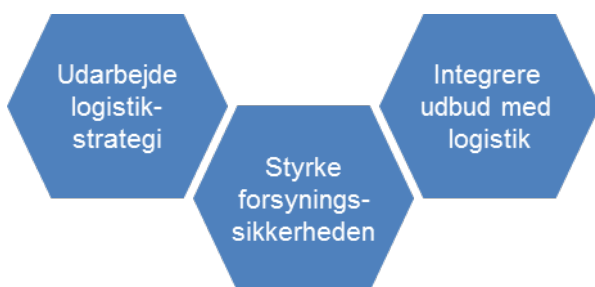 Udarbejde
logistik-
strategi
Styrke
forsynings-
sikkerheden
Integrere
udbud med
logistik